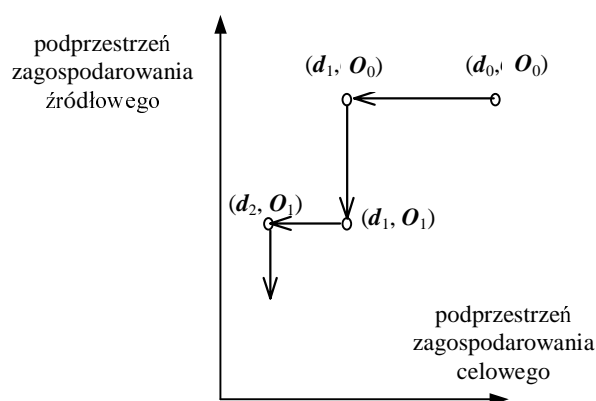 podprzestrzeń
zagospodarowania
źródłowego
(d₁, O₀) (d₀, O₀)
(d₂, O₁)
(d₁, O₁)
podprzestrzeń
zagospodarowania
celowego